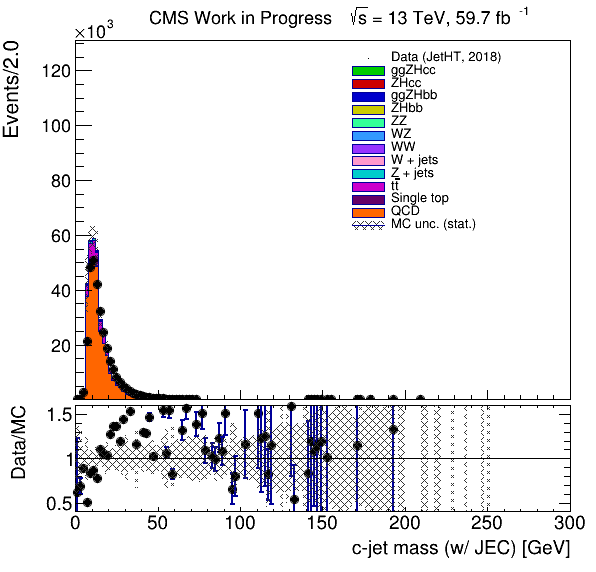 CMS Work in Progress √s = 13 TeV, 59.7 fb -1
×10³
Events/2.0
120
100
80
60
40
20
Data (JetHT, 2018)
ggZHcc
ZHcc
ggZHbb
ZHbb
ZZ
WZ
WW
W + jets
Z + jets
tt̄
Single top
QCD
MC unc. (stat.)
Data/MC
1.5
1
0.5
0 50 100 150 200 250 300
c-jet mass (w/ JEC) [GeV]